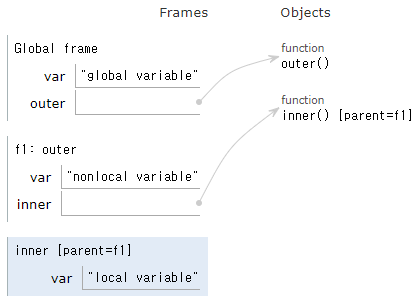 Frames Objects
Global frame
var "global variable"
outer
function
outer()
function
inner() [parent=f1]
f1: outer
var "nonlocal variable"
inner
inner [parent=f1]
var "local variable"